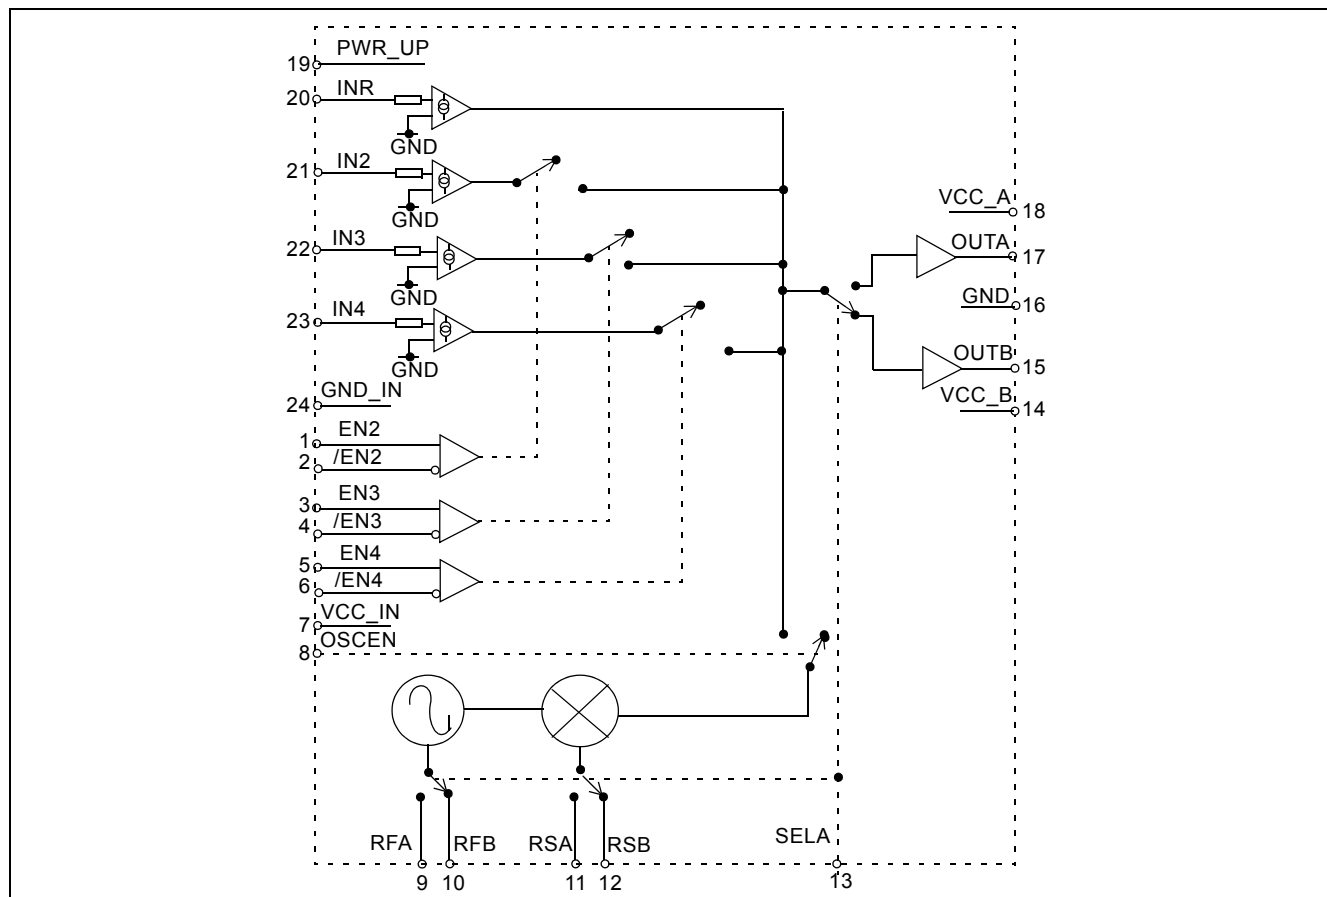 PWR_UP
19
20 INR
GND
21 IN2
GND
22 IN3
GND
23 IN4
GND
24 GND_IN
1 EN2
2 /EN2
3 EN3
4 /EN3
5 EN4
6 /EN4
7 VCC_IN
8 OSCEN
VCC_A 18
OUTA 17
GND 16
OUTB 15
VCC_B 14
RFA RFB RSA RSB SELA
9 10 11 12 13